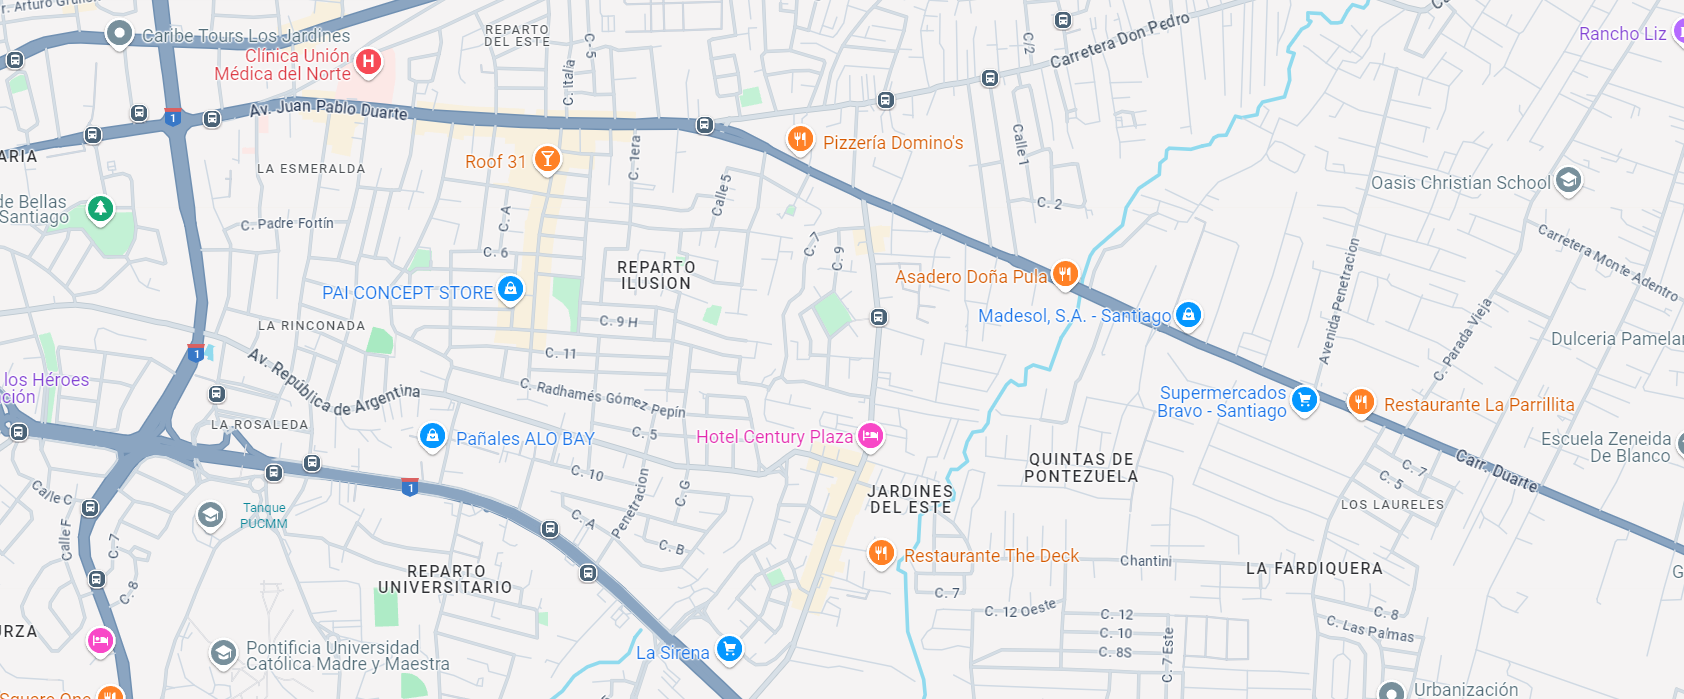 Caribe Tours Los Jardines
Clínica Unión
Médica del Norte
REPARTO
DEL ESTE
C-5
C. Italia
C 2
Carretera Don Pedro
Rancho Liz
Av. Juan Pablo Duarte
1
ARIA
LA ESMERALDA
Roof 31
C. 1era
Pizzería Domino's
Calle 1
Oasis Christian School
de Bellas
Santiago
C. Padre Fortín
C. A
Calle 5
C. 2
C. 6
C. 7
C. 9
Carretera Monte Adentro
REPARTO
ILUSION
Asadero Doña Pula
PAI CONCEPT STORE
Madesol, S.A. - Santiago
Avenida Penetracion
C. Parada Vieja
LA RINCONADA
C. 9 H
1
C. 11
Dulceria Pamela
los Héroes
ción
Av. República de Argentina
C. Radhamés Gómez Pepín
Supermercados
Bravo - Santiago
Restaurante La Parrillita
LA ROSALEDA
Pañales ALO BAY
C. 5
Hotel Century Plaza
Escuela Zeneida
De Blanco
QUINTAS DE
PONTEZUELA
Carr. Duarte
C. 7
C. 5
C. 10
1
Calle C
Calle F
Penetracion
C. G
JARDINES
DEL ESTE
LOS LAURELES
Tanque
PUCMM
C. A
C. 7
C. B
Restaurante The Deck
Chantini
LA FARDIQUERA
REPARTO
UNIVERSITARIO
C. 8
C. 7
C. 12 Oeste
C. 12
C. 10
C. 8S
C. 7 Este
C. 8
C. Las Palmas
URZA
Pontificia Universidad
Católica Madre y Maestra
La Sirena
Square One
Urbanización